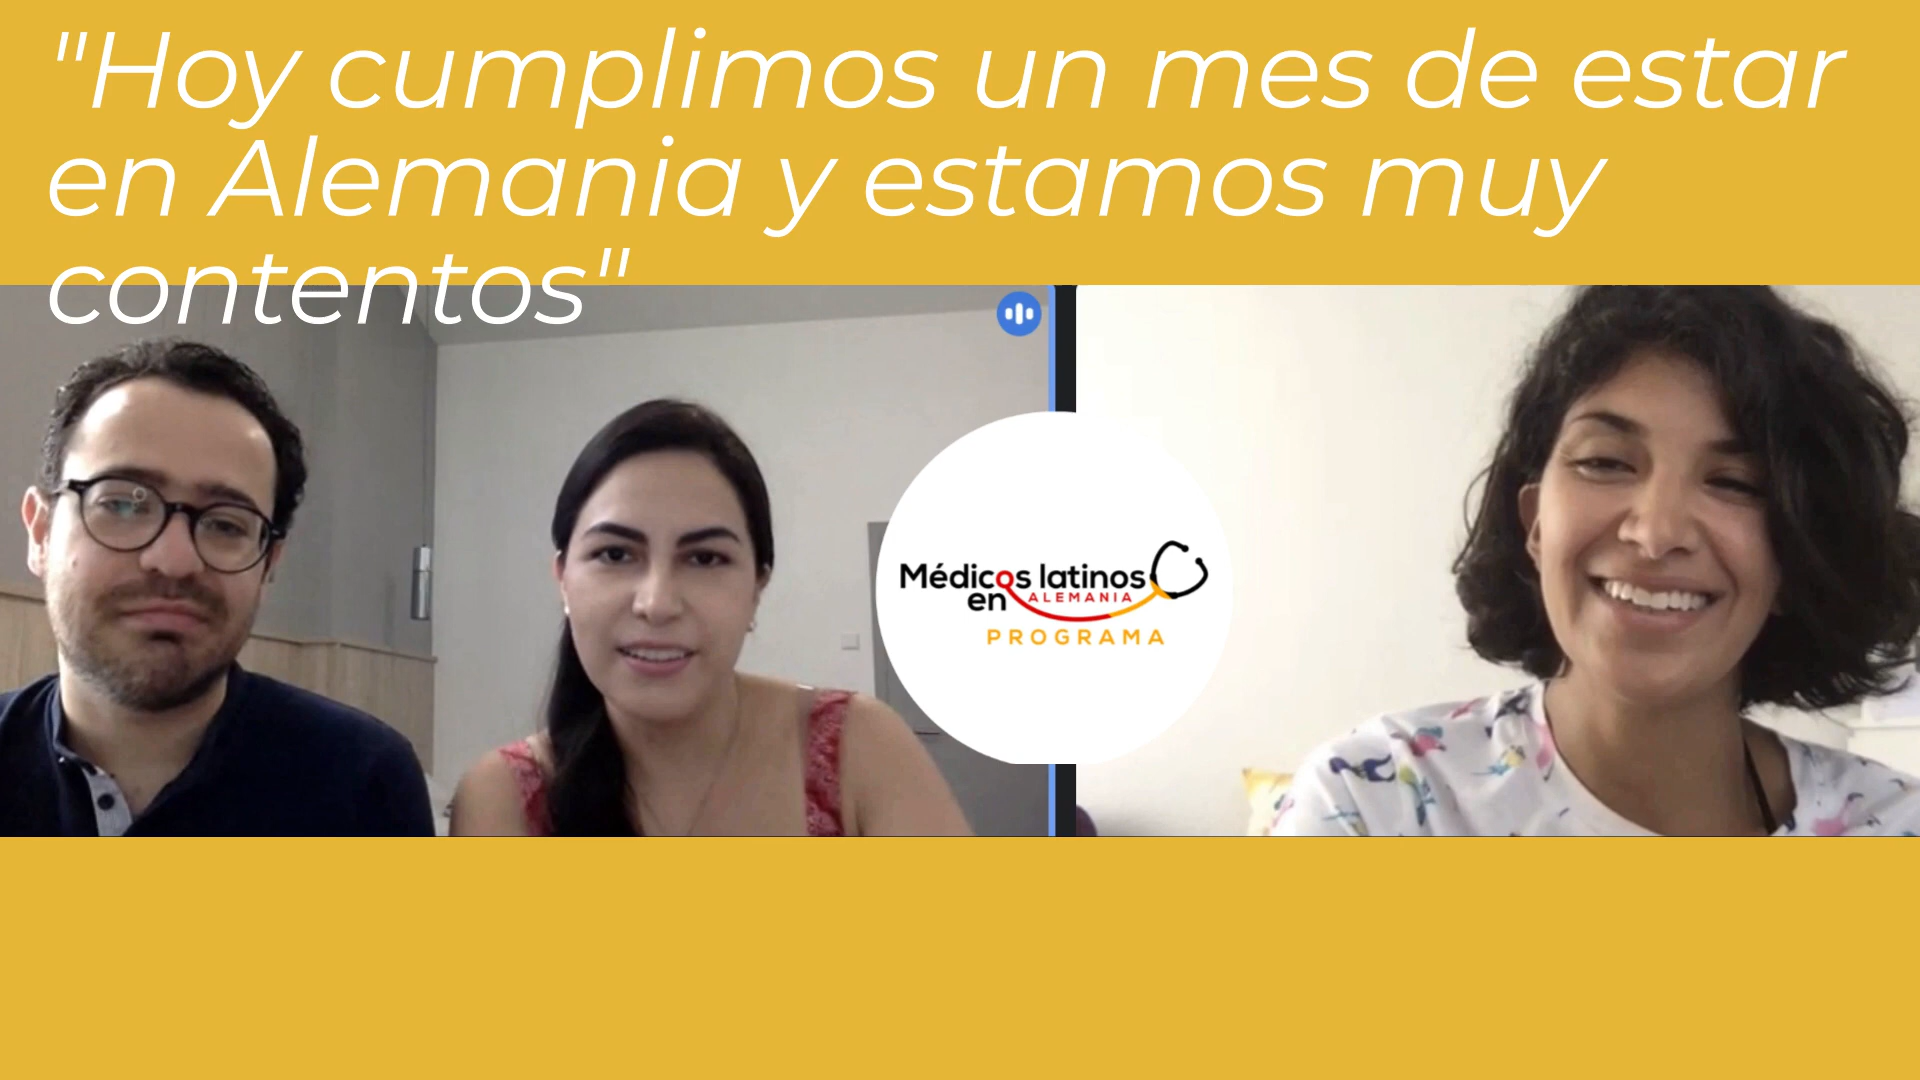 "Hoy cumplimos un mes de estar
en Alemania y estamos muy
contentos"
Médicos latinos
en ALEMANIA
PROGRAMA